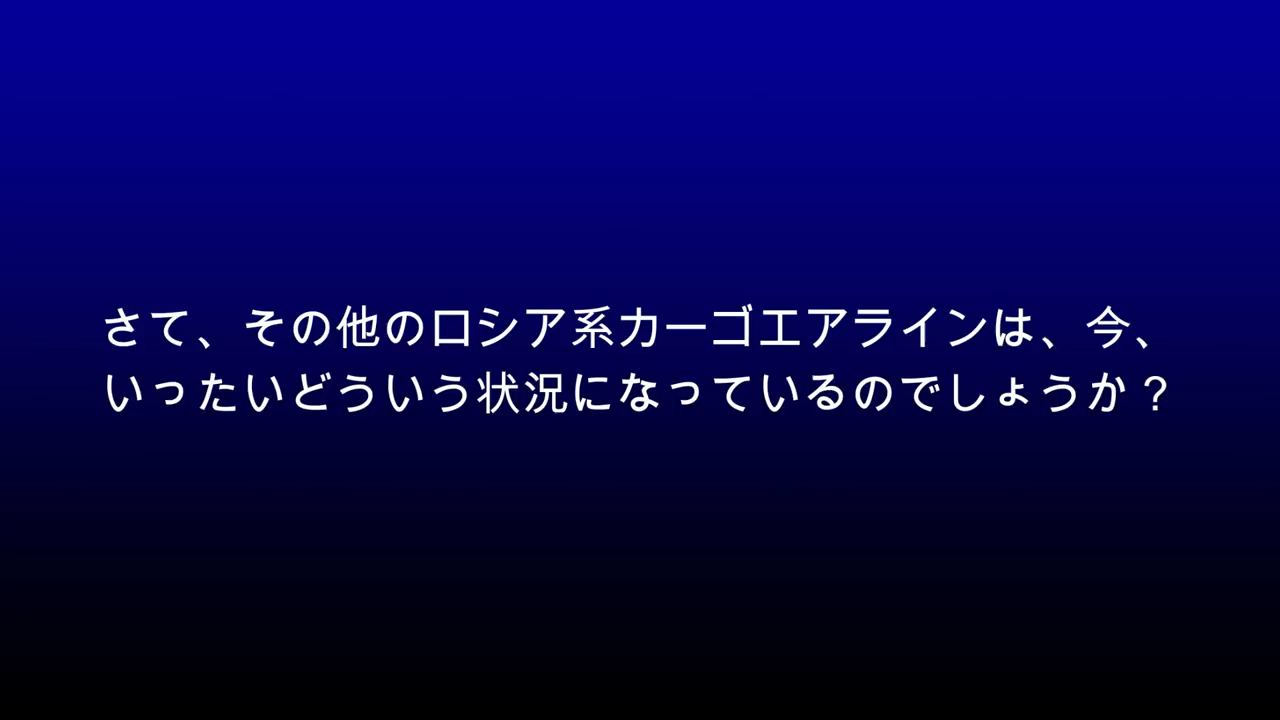 さて、その他のロシア系カーゴエアラインは、今、
いったいどういう状況になっているのでしょうか？